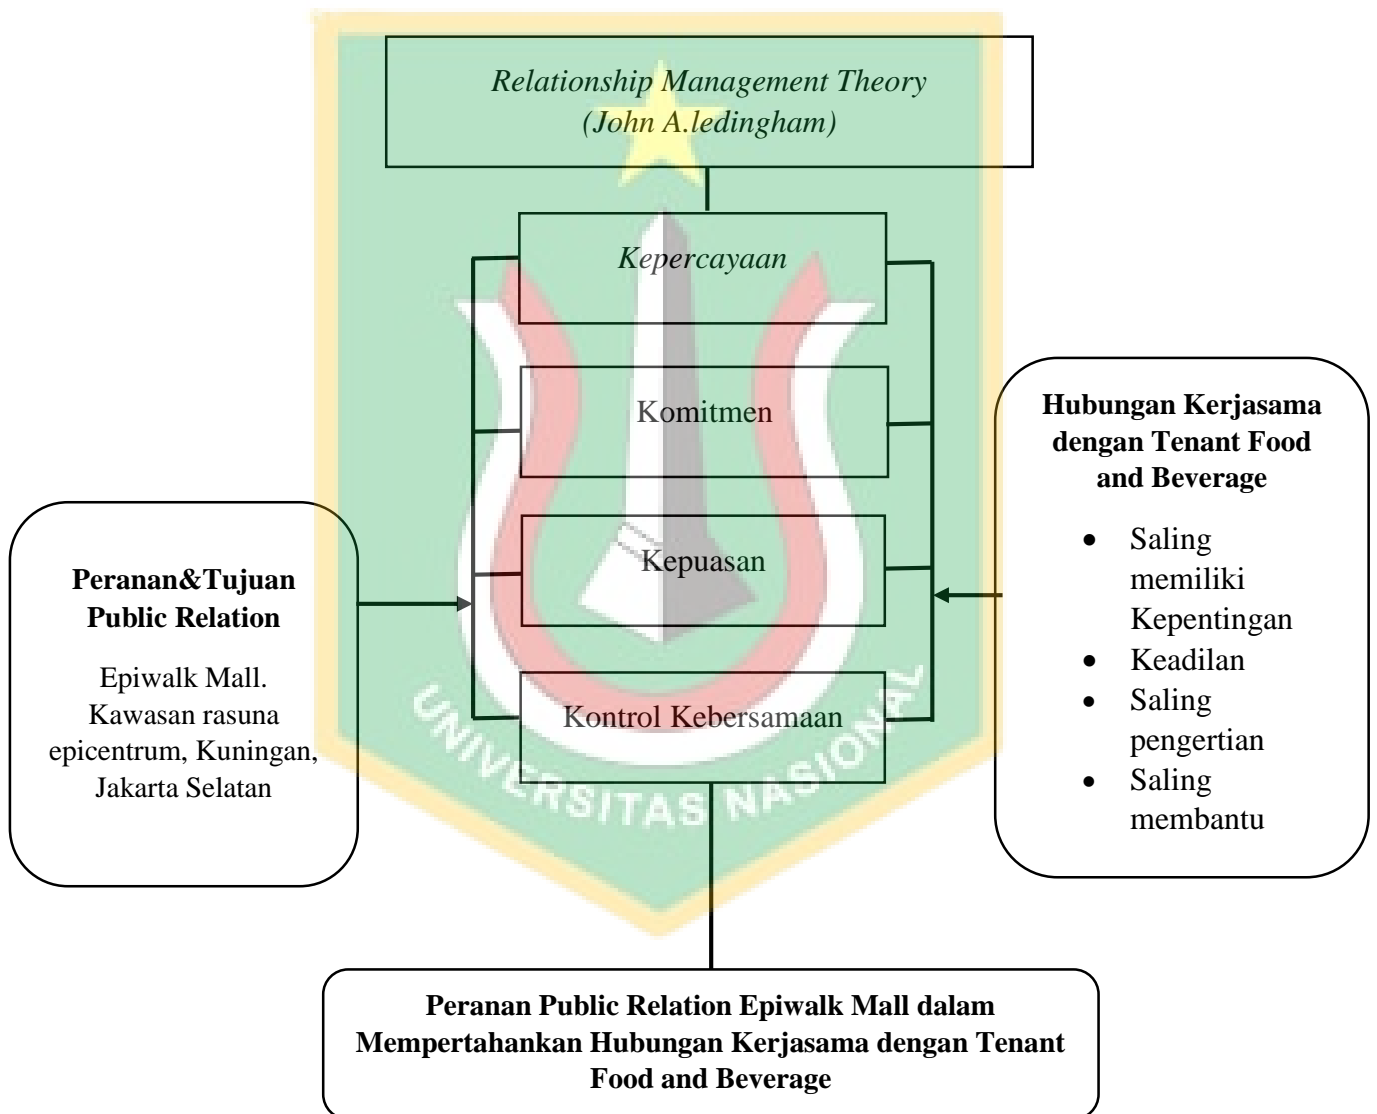 Relationship Management Theory
(John A.ledingham)
Kepercayaan
Komitmen
Kepuasan
Kontrol Kebersamaan
Peranan&Tujuan
Public Relation
Epiwalk Mall.
Kawasan rasuna
epicentrum, Kuningan,
Jakarta Selatan
Hubungan Kerjasama
dengan Tenant Food
and Beverage
• Saling
memiliki
Kepentingan
• Keadilan
• Saling
pengertian
• Saling
membantu
UNIVERSITAS NASIONAL
Peranan Public Relation Epiwalk Mall dalam
Mempertahankan Hubungan Kerjasama dengan Tenant
Food and Beverage